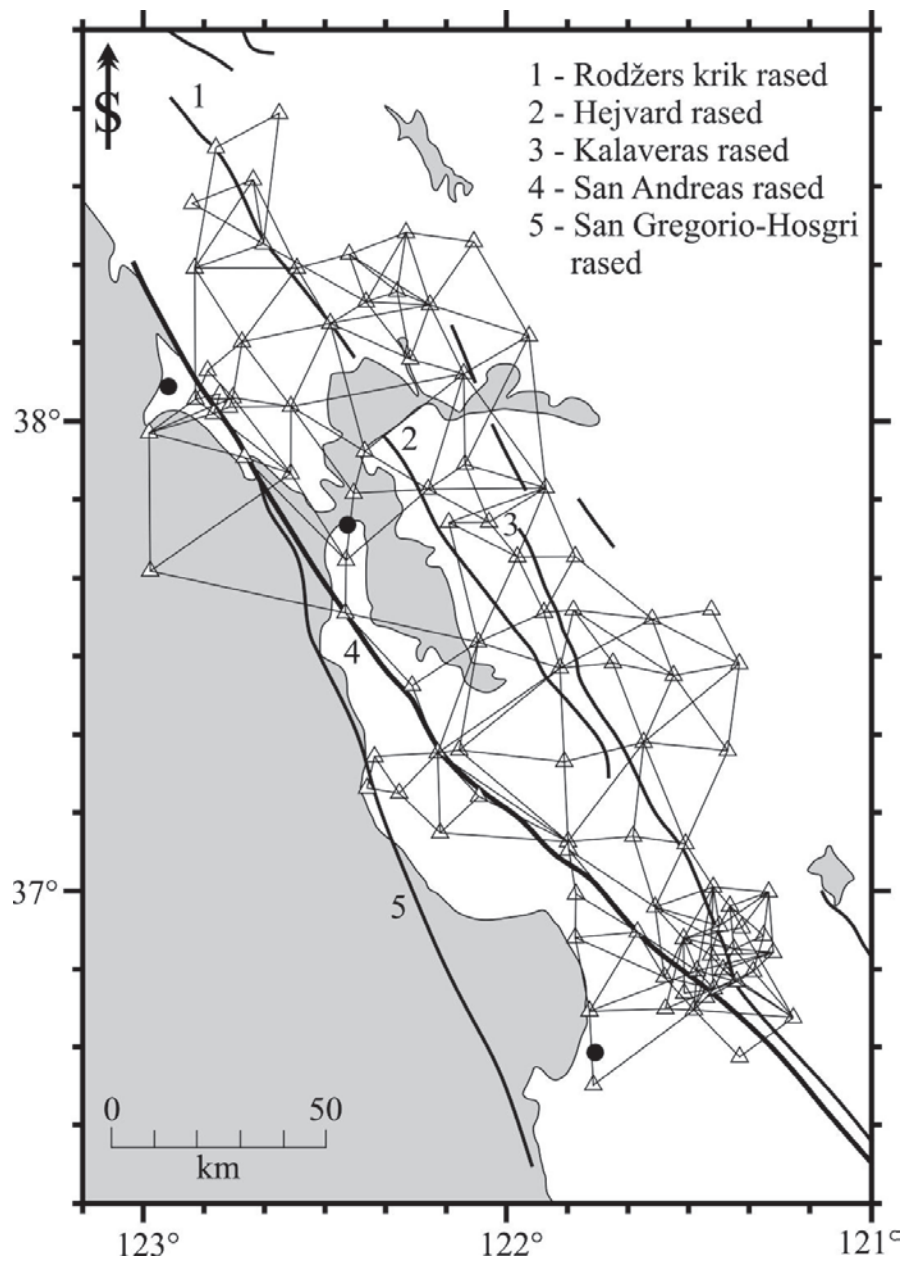 S
1 - Rodžers krik rased
2 - Hejvard rased
3 - Kalaveras rased
4 - San Andreas rased
5 - San Gregorio-Hosgri
rased
1
38°
2
3
4
37°
5
0 50
km
123° 122° 121°